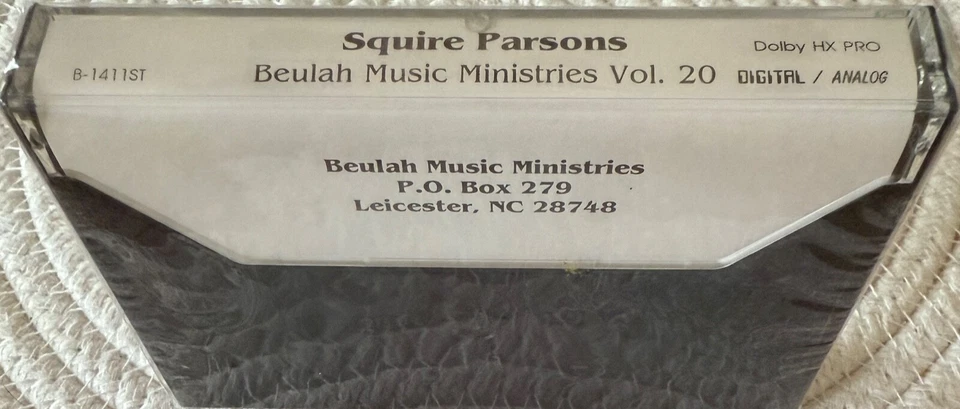 Squire Parsons
Dolby HX PRO
B-1411ST
Beulah Music Ministries Vol. 20
DIGITAL / ANALOG
Beulah Music Ministries
P.O. Box 279
Leicester, NC 28748